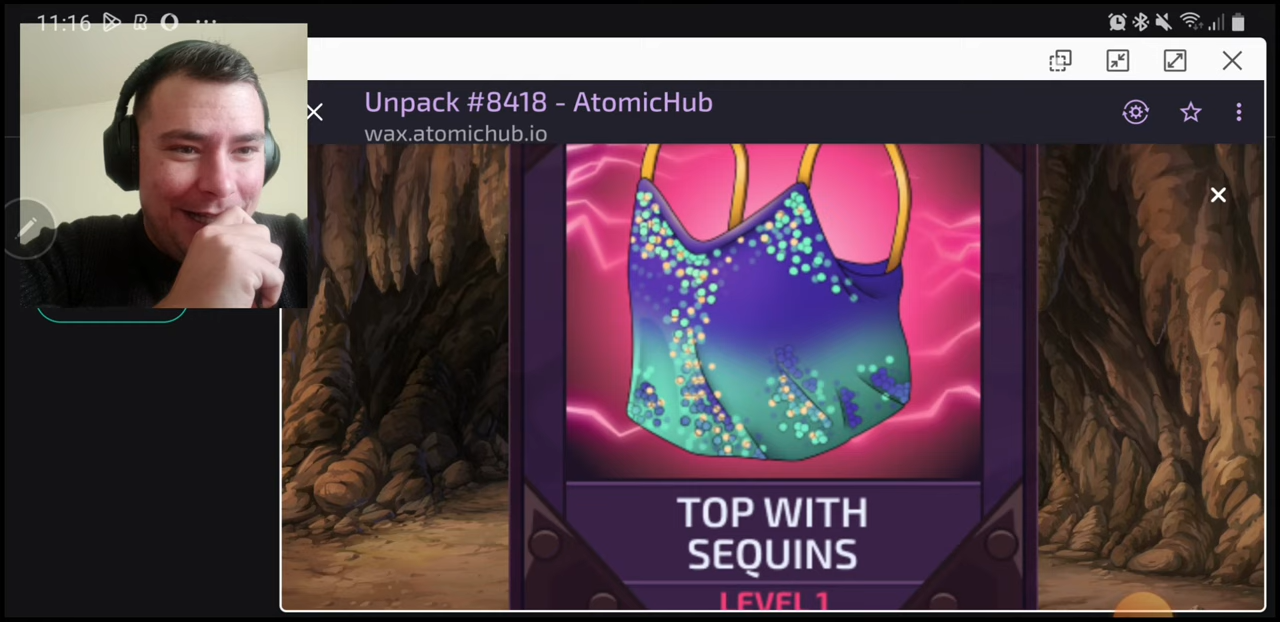 11:16
Unpack #8418 - AtomicHub
wax.atomichub.io
TOP WITH
SEQUINS
LEVEL 1